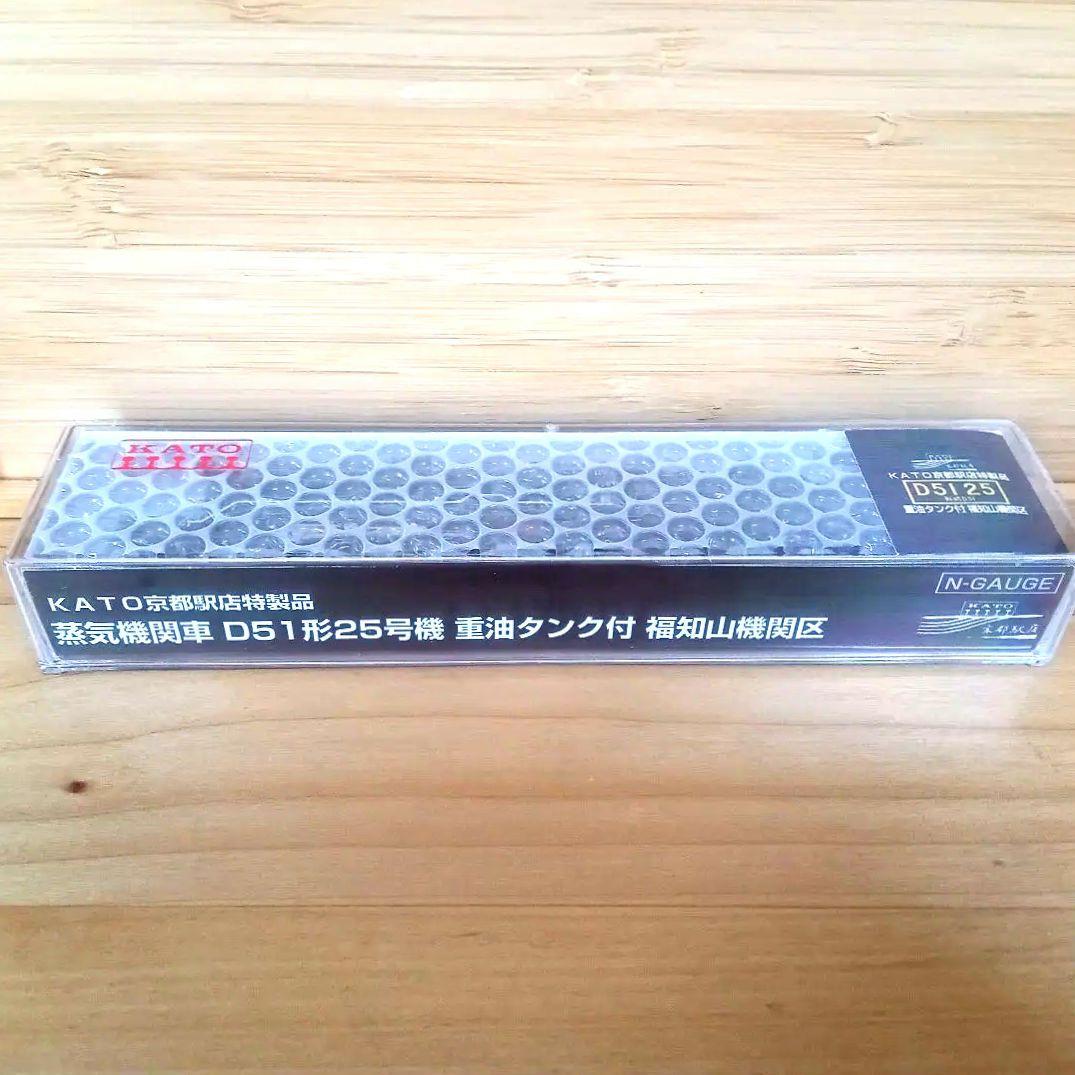 KATO
KATO京都駅店特製品
D51 25
重油タンク付 福知山機関区
N-GAUGE
KATO京都駅店特製品
KATO
京都駅店
蒸気機関車 D51形25号機 重油タンク付 福知山機関区